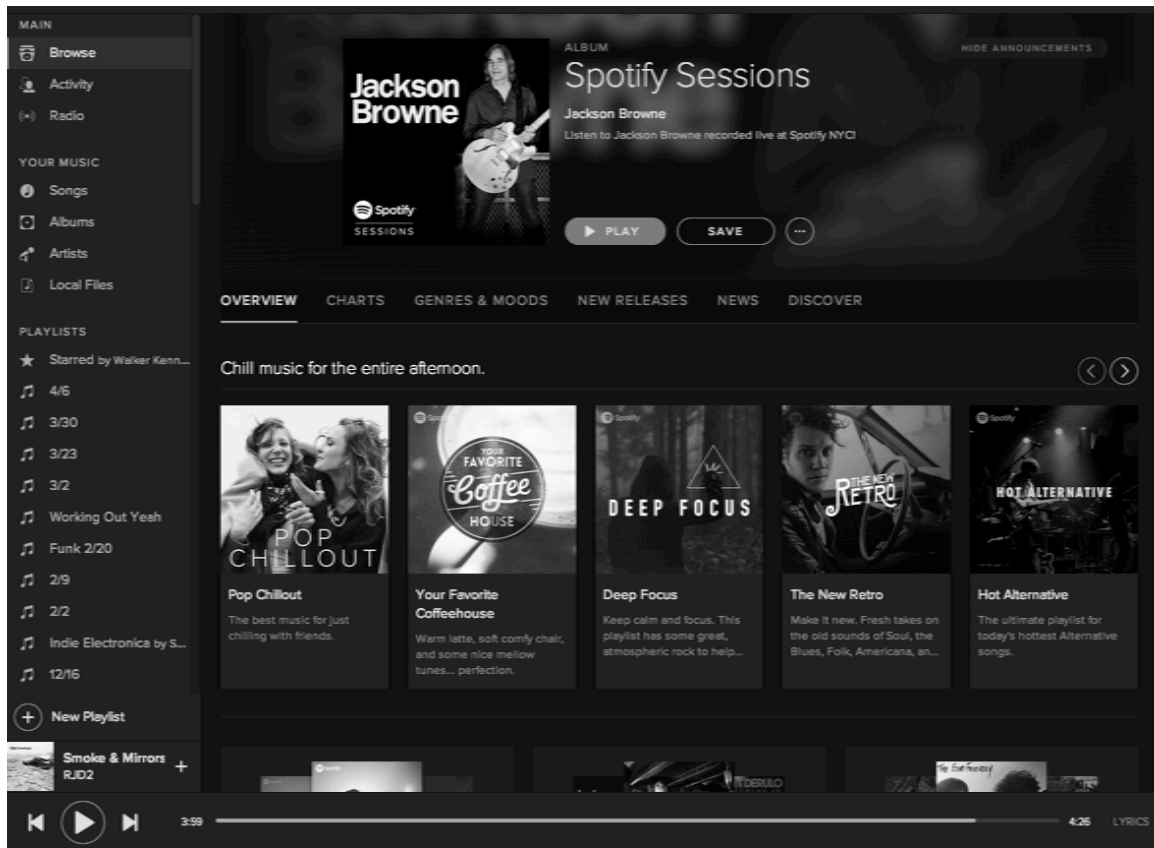 MAIN
Browse
Activity
Radio
YOUR MUSIC
Songs
Albums
Artists
Local Files
PLAYLISTS
Starred by Walker Kenn...
4/6
3/30
3/23
3/2
Working Out Yeah
Funk 2/20
2/9
2/2
Indie Electronica by S...
12/16
New Playlist
Smoke & Mirrors
RJD2
Jackson
Browne
Spotify
SESSIONS
ALBUM
HIDE ANNOUNCEMENTS
Spotify Sessions
Jackson Browne
Listen to Jackson Browne recorded live at Spotify NYC!
PLAY
SAVE
OVERVIEW CHARTS GENRES & MOODS NEW RELEASES NEWS DISCOVER
Chill music for the entire afternoon.
POP
CHILLOUT
Pop Chillout
The best music for just
chilling with friends.
Spotify
YOUR
FAVORITE
Coffee
HOUSE
Your Favorite
Coffeehouse
Warm latte, soft comfy chair,
and some nice mellow
tunes... perfection.
Spotify
DEEP FOCUS
Deep Focus
Keep calm and focus. This
playlist has some great,
atmospheric rock to help...
THE NEW
RETRO
The New Retro
Make it new. Fresh takes on
the old sounds of Soul, the
Blues, Folk, Americana, an...
Spotify
HOT ALTERNATIVE
Hot Alternative
The ultimate playlist for
today's hottest Alternative
songs.
Spotify
DERULO
3:59
4:26
LYRICS